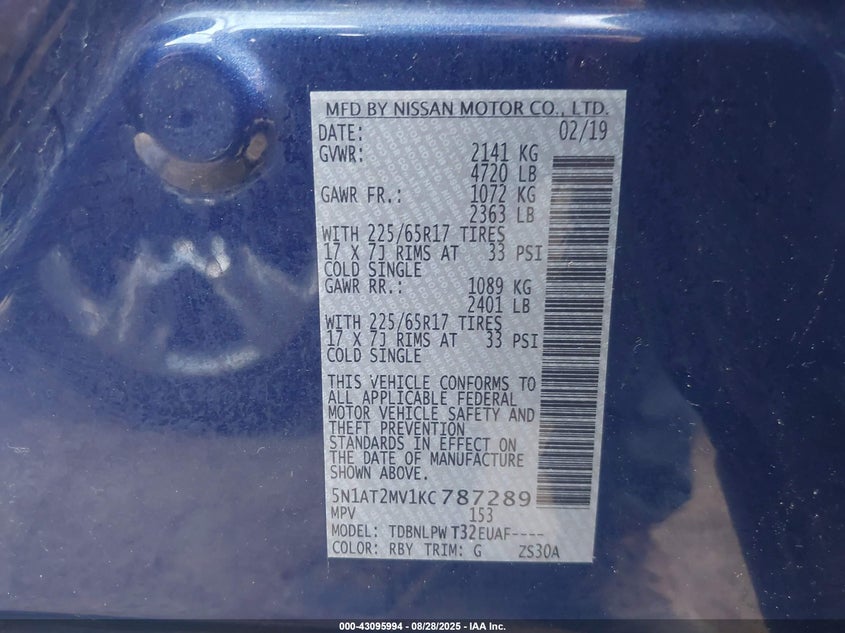 MFD BY NISSAN MOTOR CO., LTD.
DATE: 02/19
GVWR: 2141 KG
4720 LB
GAWR FR.: 1072 KG
2363 LB
WITH 225/65R17 TIRES
17 X 7J RIMS AT 33 PSI
COLD SINGLE
GAWR RR.: 1089 KG
2401 LB
WITH 225/65R17 TIRES
17 X 7J RIMS AT 33 PSI
COLD SINGLE
THIS VEHICLE CONFORMS TO
ALL APPLICABLE FEDERAL
MOTOR VEHICLE SAFETY AND
THEFT PREVENTION
STANDARDS IN EFFECT ON
THE DATE OF MANUFACTURE
SHOWN ABOVE.
5N1AT2MV1KC787289
MPV 153
MODEL: TDBNLPW T32EUAF----
COLOR: RBY TRIM: G ZS30A
000-43095994 - 08/28/2025 - IAA Inc.